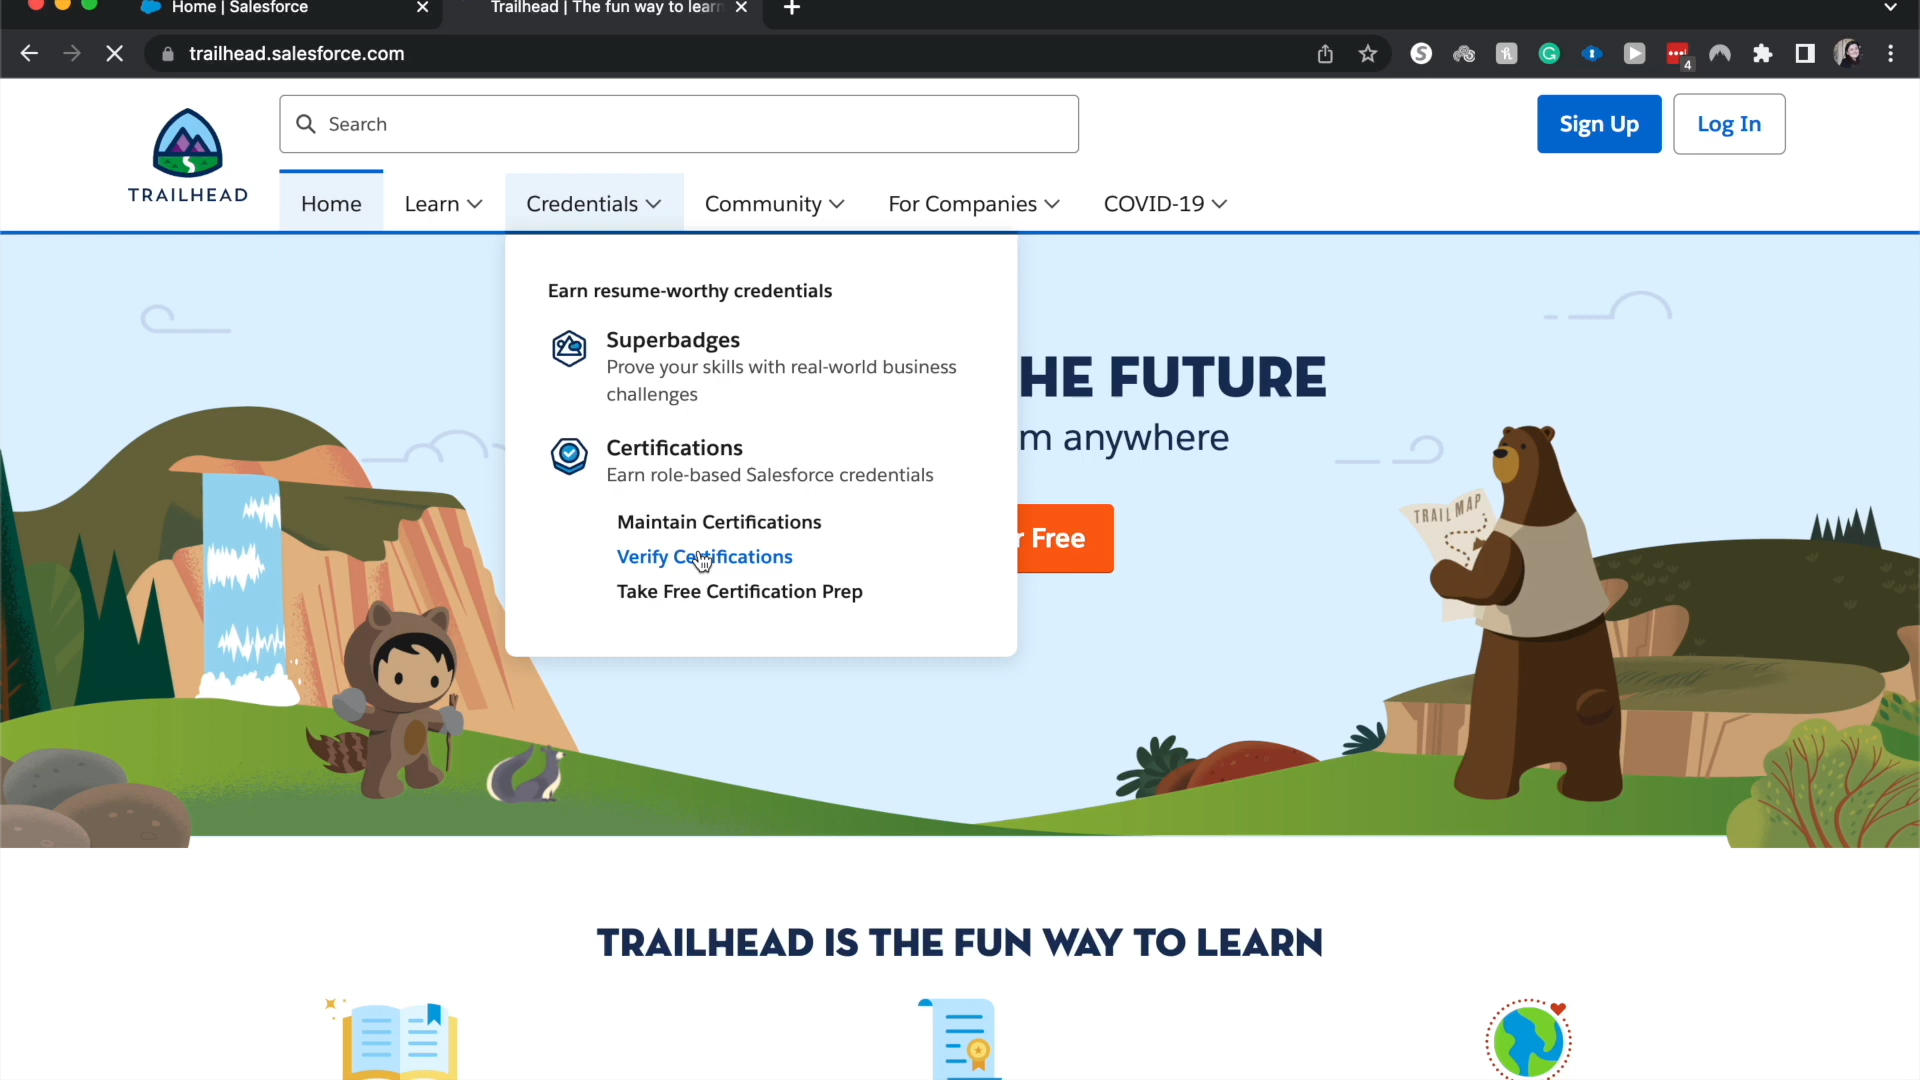 Home | Salesforce
Trailhead | The fun way to learn
trailhead.salesforce.com
4
TRAILHEAD
Search
Sign Up
Log In
Home
Learn
Credentials
Community
For Companies
COVID-19
Earn resume-worthy credentials
Superbadges
Prove your skills with real-world business
challenges
Certifications
Earn role-based Salesforce credentials
Maintain Certifications
Verify Certifications
Take Free Certification Prep
HE FUTURE
m anywhere
r Free
TRAIL MAP
TRAILHEAD IS THE FUN WAY TO LEARN